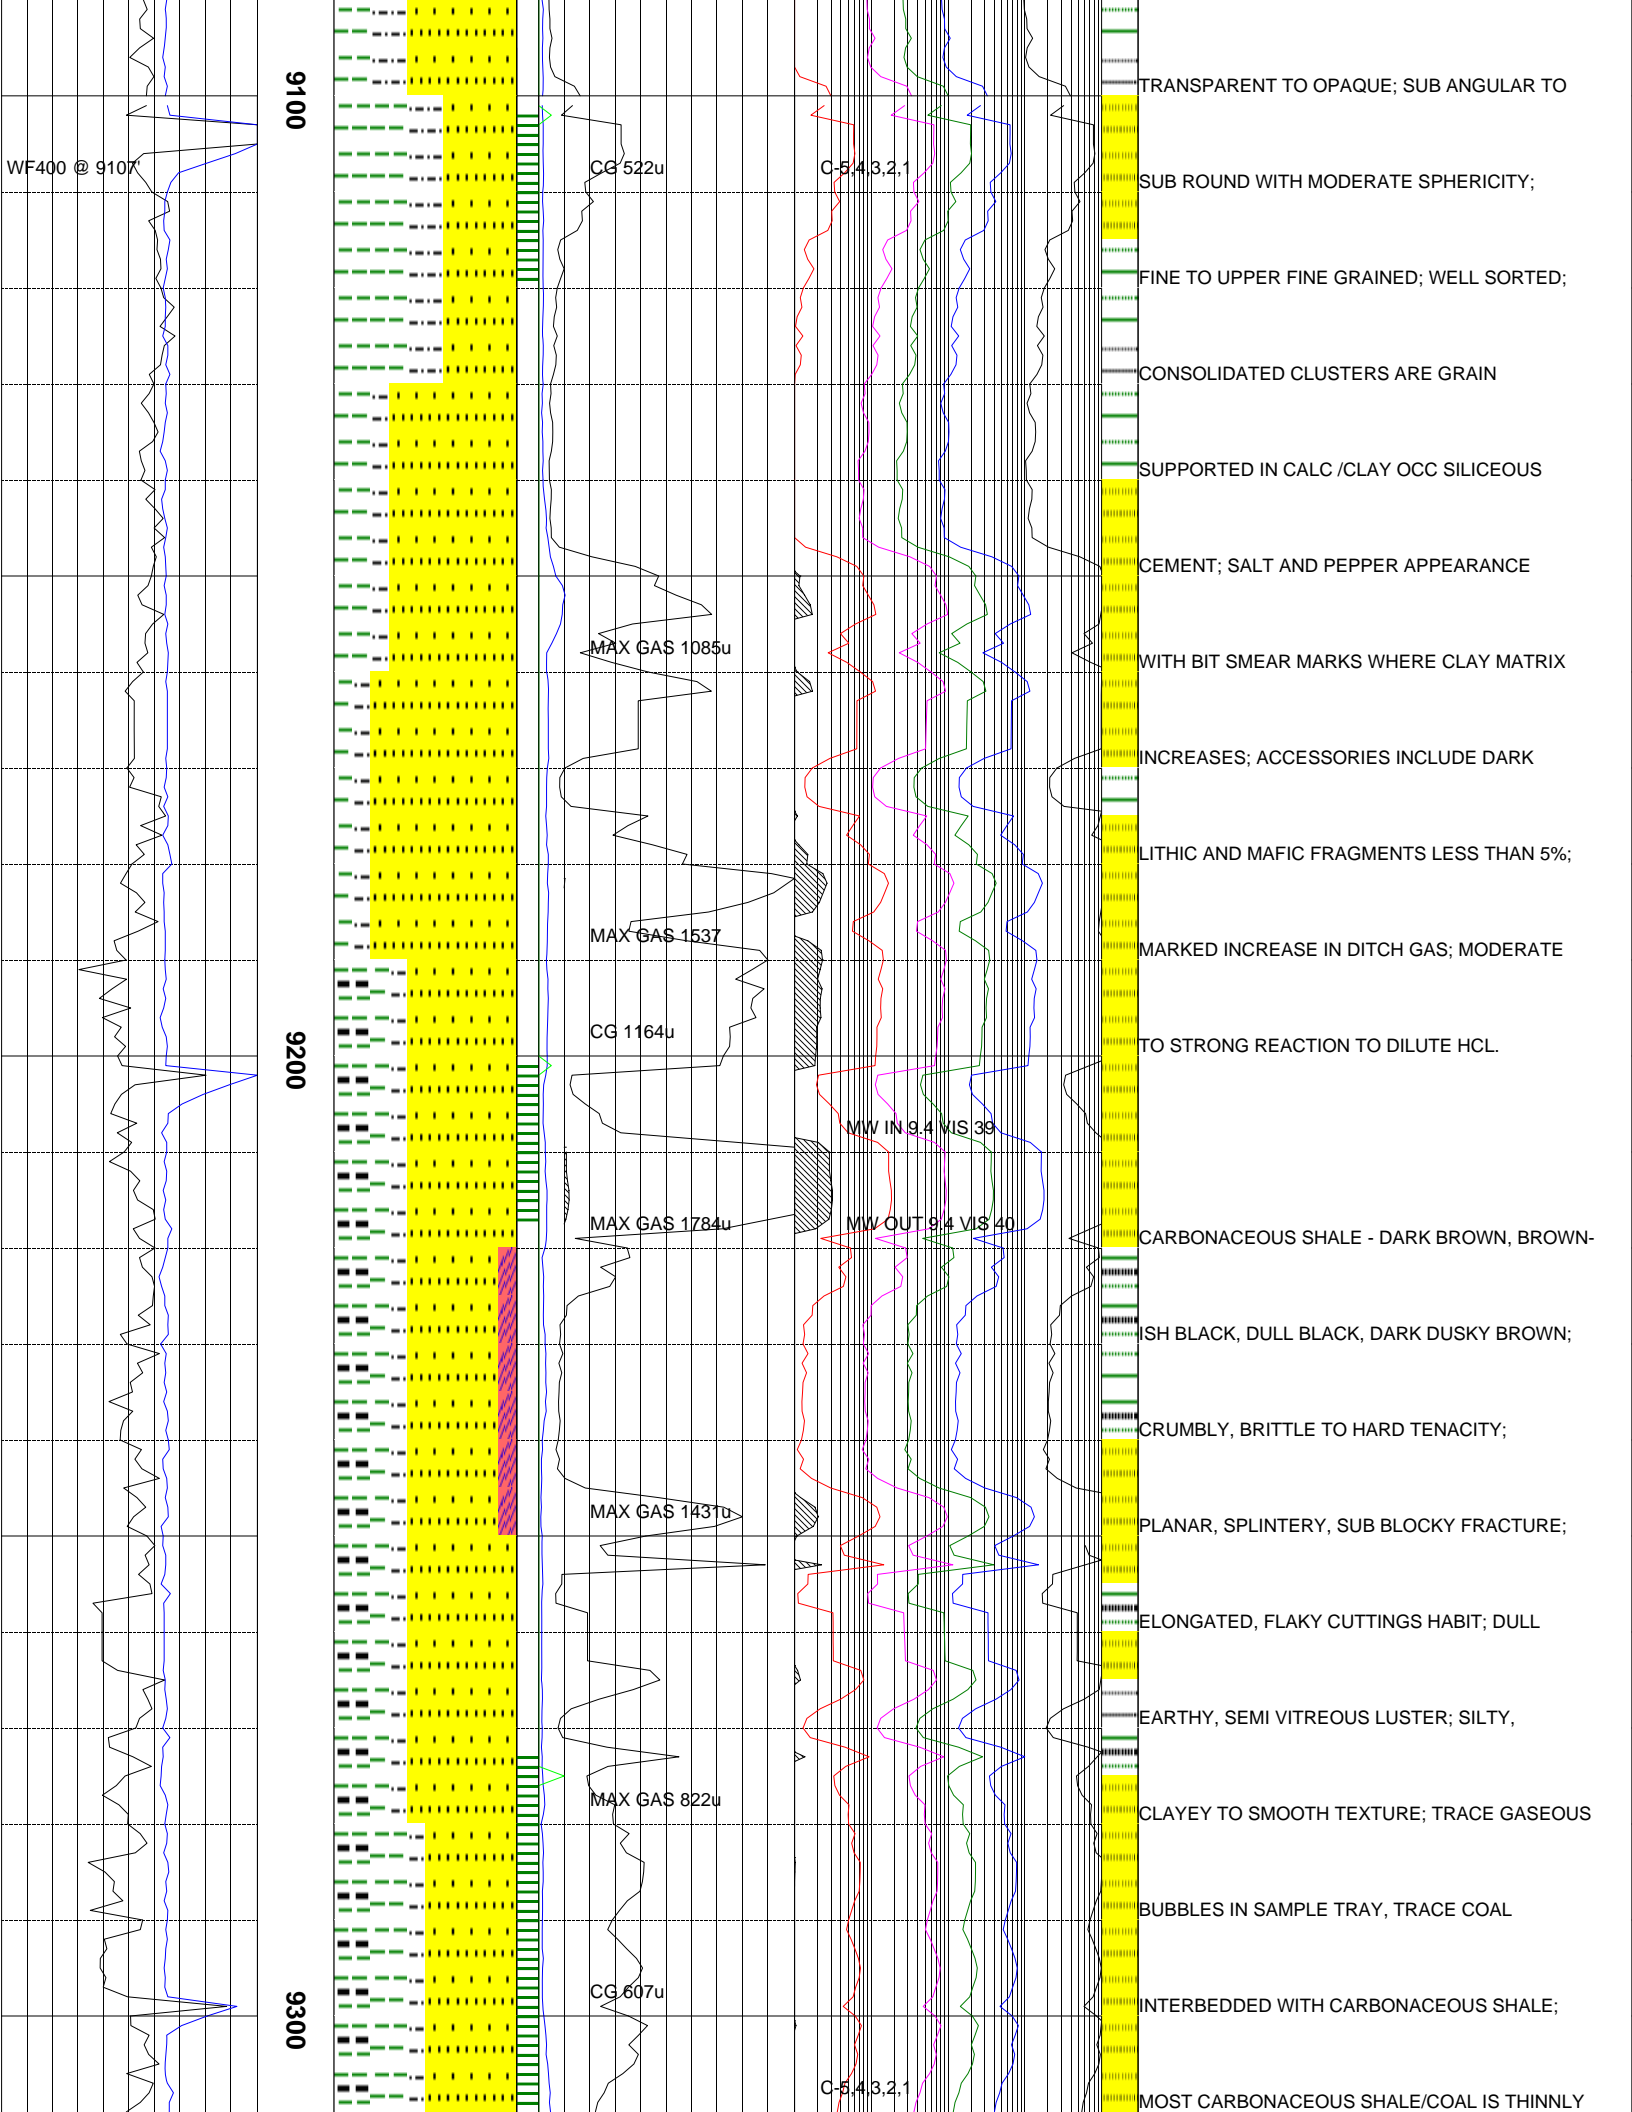 9100
TRANSPARENT TO OPAQUE; SUB ANGULAR TO
WF400 @ 9107'
CG 522u
C-5,4,3,2,1
SUB ROUND WITH MODERATE SPHERICITY;
FINE TO UPPER FINE GRAINED; WELL SORTED;
CONSOLIDATED CLUSTERS ARE GRAIN
SUPPORTED IN CALC /CLAY OCC SILICEOUS
CEMENT; SALT AND PEPPER APPEARANCE
MAX GAS 1085u
WITH BIT SMEAR MARKS WHERE CLAY MATRIX
INCREASES; ACCESSORIES INCLUDE DARK
LITHIC AND MAFIC FRAGMENTS LESS THAN 5%;
MAX GAS 1537
MARKED INCREASE IN DITCH GAS; MODERATE
CG 1164u
9200
TO STRONG REACTION TO DILUTE HCL.
MW IN 9.4 VIS 39
MAX GAS 1784u
MW OUT 9.4 VIS 40
CARBONACEOUS SHALE - DARK BROWN, BROWN-
ISH BLACK, DULL BLACK, DARK DUSKY BROWN;
CRUMBLY, BRITTLE TO HARD TENACITY;
MAX GAS 1431u
PLANAR, SPLINTERY, SUB BLOCKY FRACTURE;
ELONGATED, FLAKY CUTTINGS HABIT; DULL
EARTHY, SEMI VITREOUS LUSTER; SILTY,
MAX GAS 822u
CLAYEY TO SMOOTH TEXTURE; TRACE GASEOUS
BUBBLES IN SAMPLE TRAY, TRACE COAL
CG 607u
9300
INTERBEDDED WITH CARBONACEOUS SHALE;
C-5,4,3,2,1
MOST CARBONACEOUS SHALE/COAL IS THINNLY